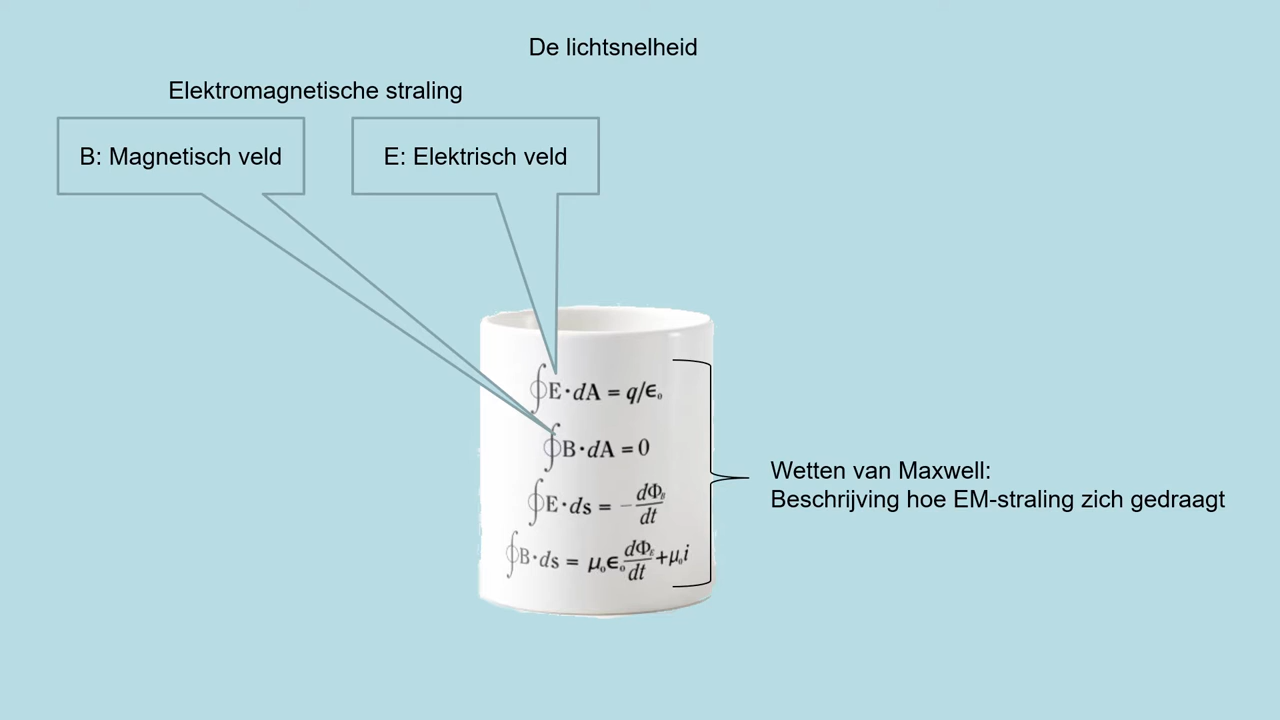 De lichtsnelheid
Elektromagnetische straling
B: Magnetisch veld
E: Elektrisch veld
∮E·dA = q/ϵ₀
∮B·dA = 0
∮E·ds = −dΦ_B/dt
∮B·ds = μ₀ϵ₀ dΦ_E/dt + μ₀i
Wetten van Maxwell:
Beschrijving hoe EM-straling zich gedraagt